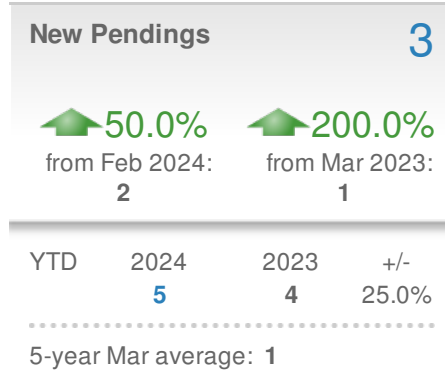 New Pendings 3
50.0% 200.0%
from Feb 2024: from Mar 2023:
2 1
YTD 2024 2023 +/-
5 4 25.0%
5-year Mar average: 1